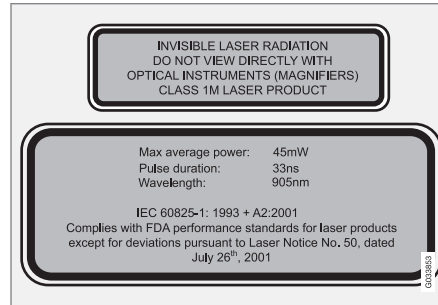 INVISIBLE LASER RADIATION
DO NOT VIEW DIRECTLY WITH
OPTICAL INSTRUMENTS (MAGNIFIERS)
CLASS 1M LASER PRODUCT
Max average power: 45mW
Pulse duration: 33ns
Wavelength: 905nm
IEC 60825-1: 1993 + A2:2001
Complies with FDA performance standards for laser products
except for deviations pursuant to Laser Notice No. 50, dated
July 26th, 2001
G033853